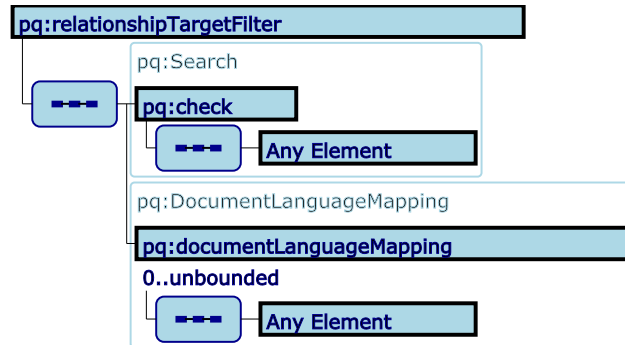 pq:relationshipTargetFilter
pq:Search
pq:check
Any Element
pq:DocumentLanguageMapping
pq:documentLanguageMapping
0..unbounded
Any Element